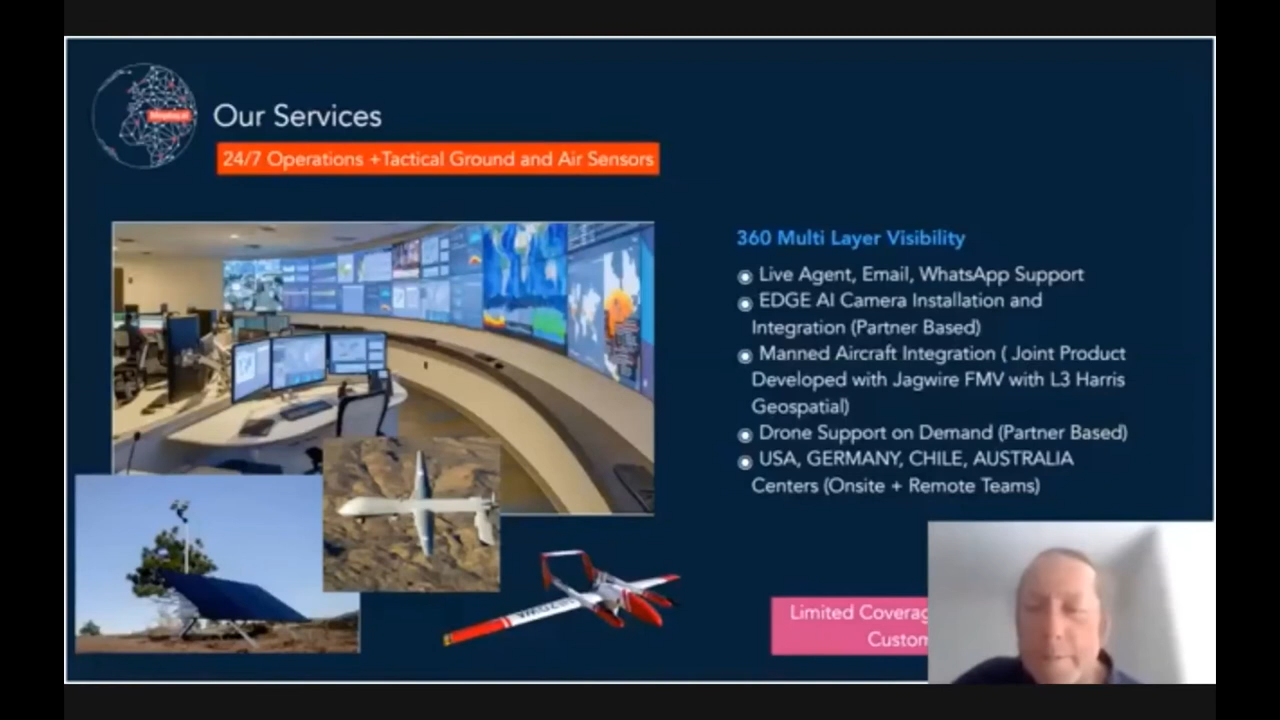 Our Services
24/7 Operations +Tactical Ground and Air Sensors
360 Multi Layer Visibility
Live Agent, Email, WhatsApp Support
EDGE AI Camera Installation and
Integration (Partner Based)
Manned Aircraft Integration ( Joint Product
Developed with Jagwire FMV with L3 Harris
Geospatial)
Drone Support on Demand (Partner Based)
USA, GERMANY, CHILE, AUSTRALIA
Centers (Onsite + Remote Teams)
Limited